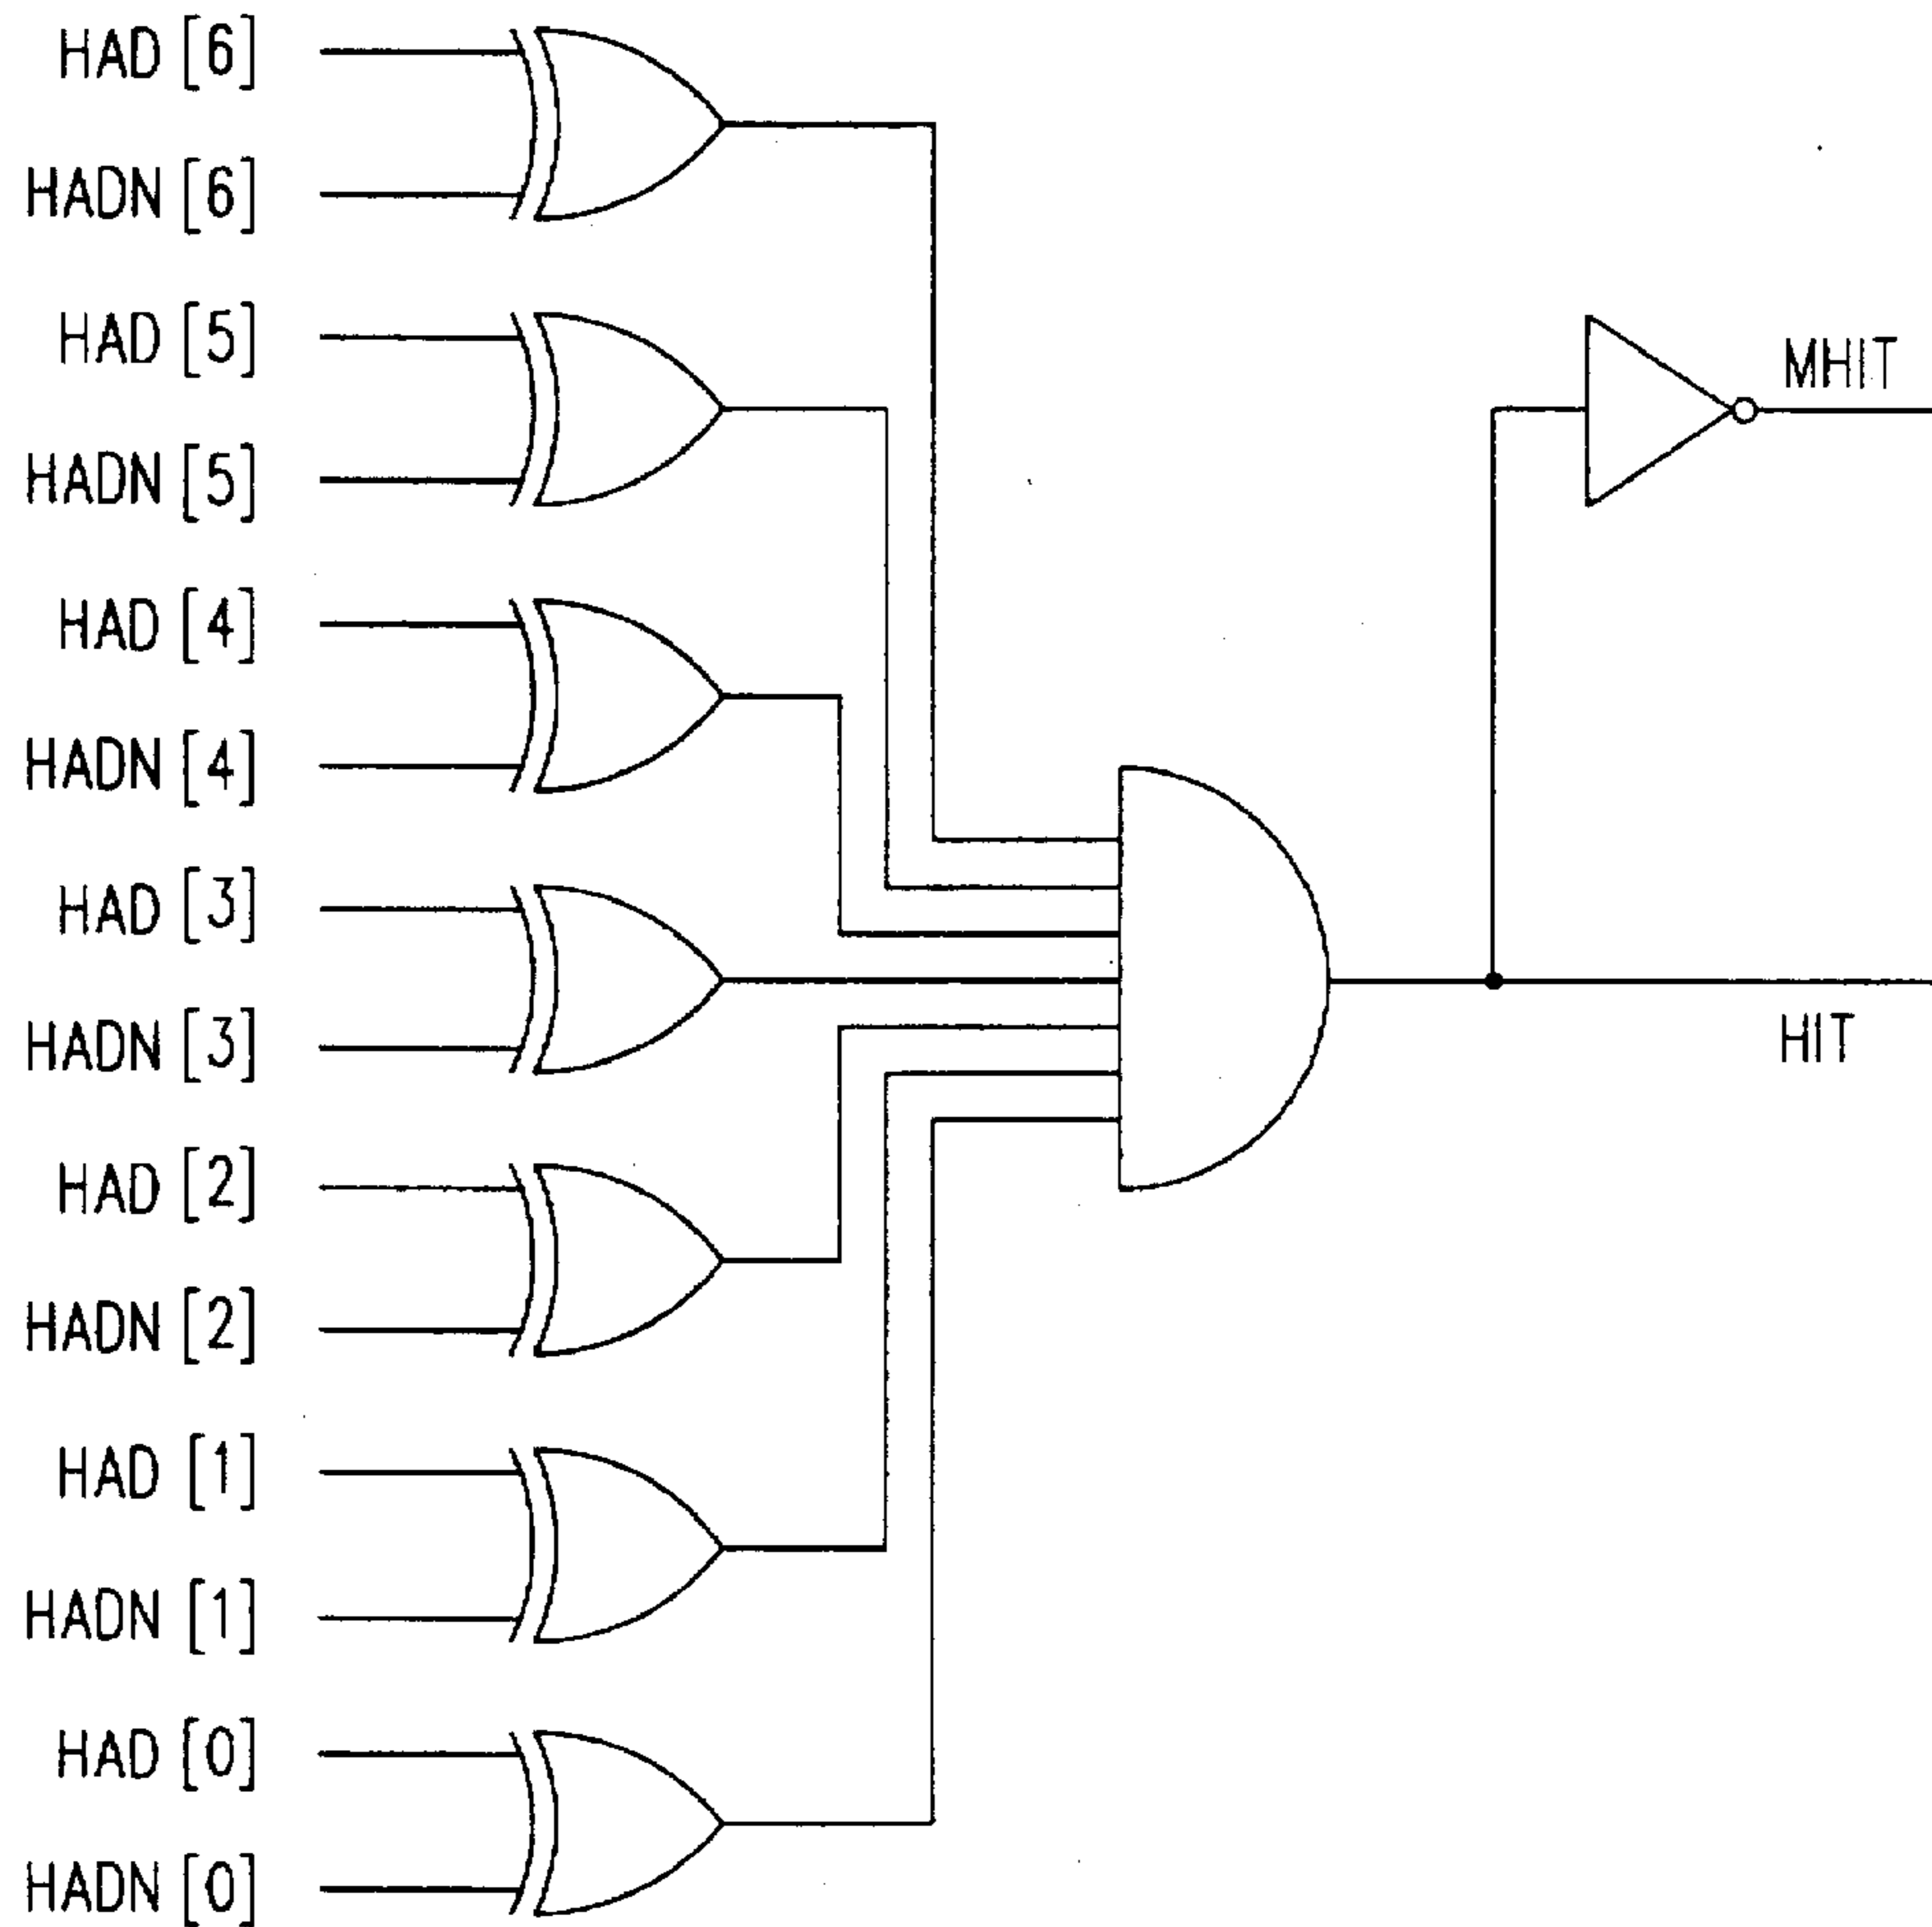 HAD [6]
HADN [6]
HAD [5]
MHIT
HADN [5]
HAD [4]
HADN [4]
HAD [3]
HADN [3]
HIT
HAD [2]
HADN [2]
HAD [1]
HADN [1]
HAD [0]
HADN [0]